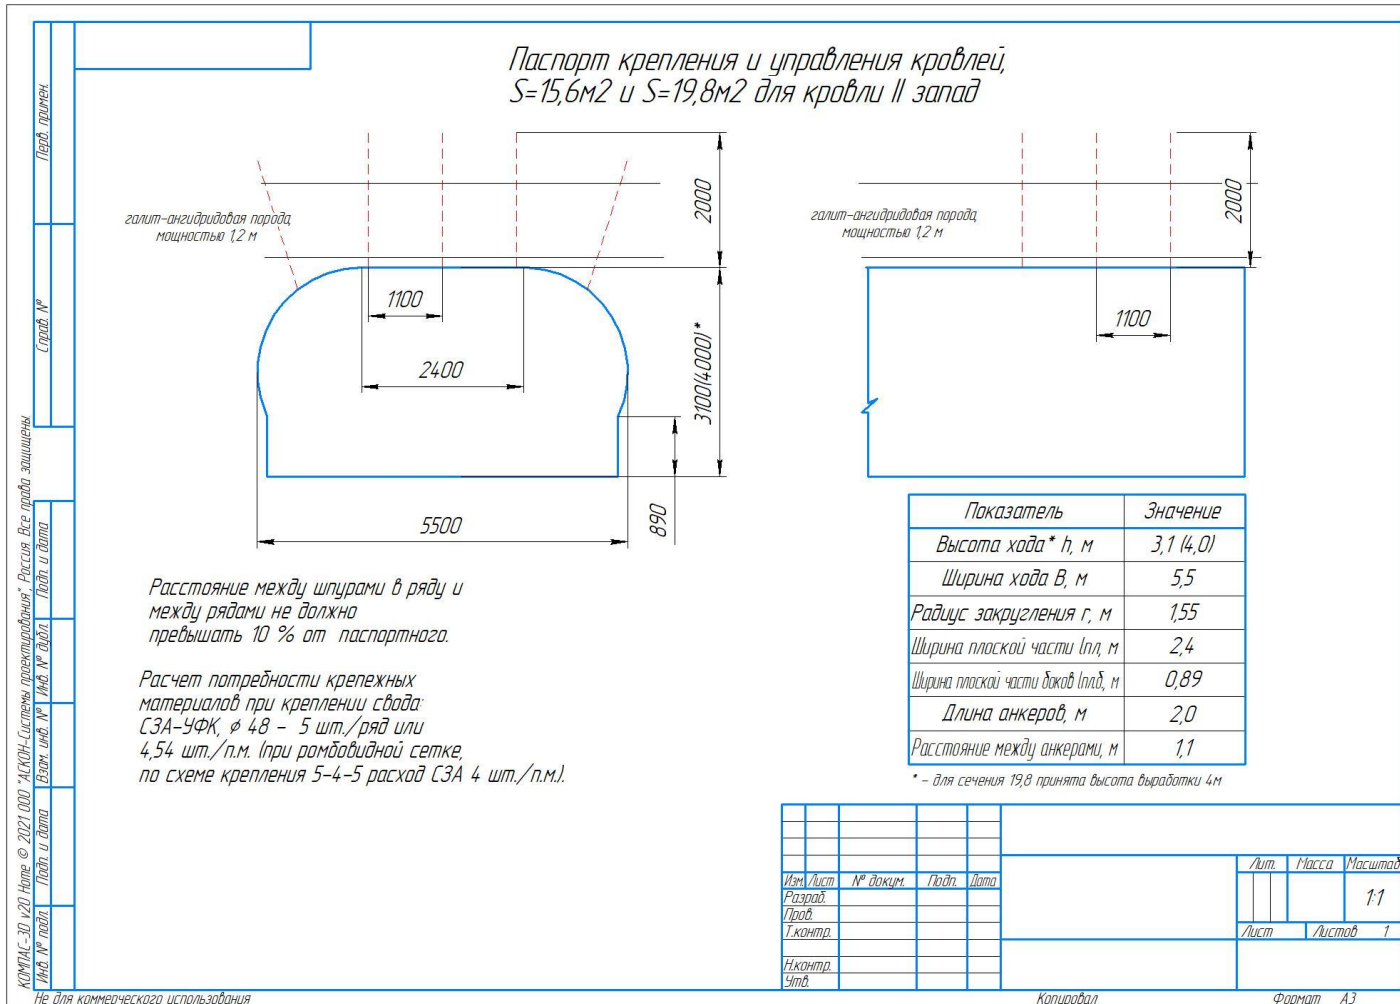 Паспорт крепления и управления кровлей,
S=15,6м2 и S=19,8м2 для кровли II запад
Перв. примен.
Справ. №
Подп. и дата
Инв. № дубл.
Взам. инв. №
Подп. и дата
Инв. № подл.
КОМПАС-3D v20 Home © 2021 ООО "АСКОН-Системы проектирования", Россия. Все права защищены.
галит-ангидридовая порода,
мощностью 1,2 м
2000
1100
2400
3100(4000)*
890
5500
галит-ангидридовая порода,
мощностью 1,2 м
2000
1100
Расстояние между шпурами в ряду и
между рядами не должно
превышать 10 % от паспортного.
Расчет потребности крепежных
материалов при креплении свода:
СЗА-УФК, ϕ 48 - 5 шт./ряд или
4,54 шт./п.м. (при ромбовидной сетке,
по схеме крепления 5-4-5 расход СЗА 4 шт./п.м.).
Показатель Значение
Высота хода* h, м 3,1 (4,0)
Ширина хода B, м 5,5
Радиус закругления r, м 1,55
Ширина плоской части lпл, м 2,4
Ширина плоской части боков lпл.б, м 0,89
Длина анкеров, м 2,0
Расстояние между анкерами, м 1,1
* - для сечения 19,8 принята высота выработки 4м
Изм. Лист № докум. Подп. Дата
Разраб.
Пров.
Т.контр.
Н.контр.
Утв.
Лит. Масса Масштаб
1:1
Лист Листов 1
Не для коммерческого использования
Копировал
Формат А3